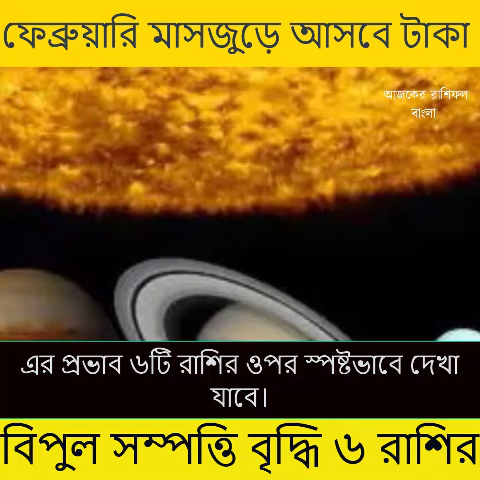 ফেব্রুয়ারি মাসজুড়ে আসবে টাকা
আজকের রাশিফল
বাংলা
এর প্রভাব ৬টি রাশির ওপর স্পষ্টভাবে দেখা
যাবে।
বিপুল সম্পত্তি বৃদ্ধি ৬ রাশির